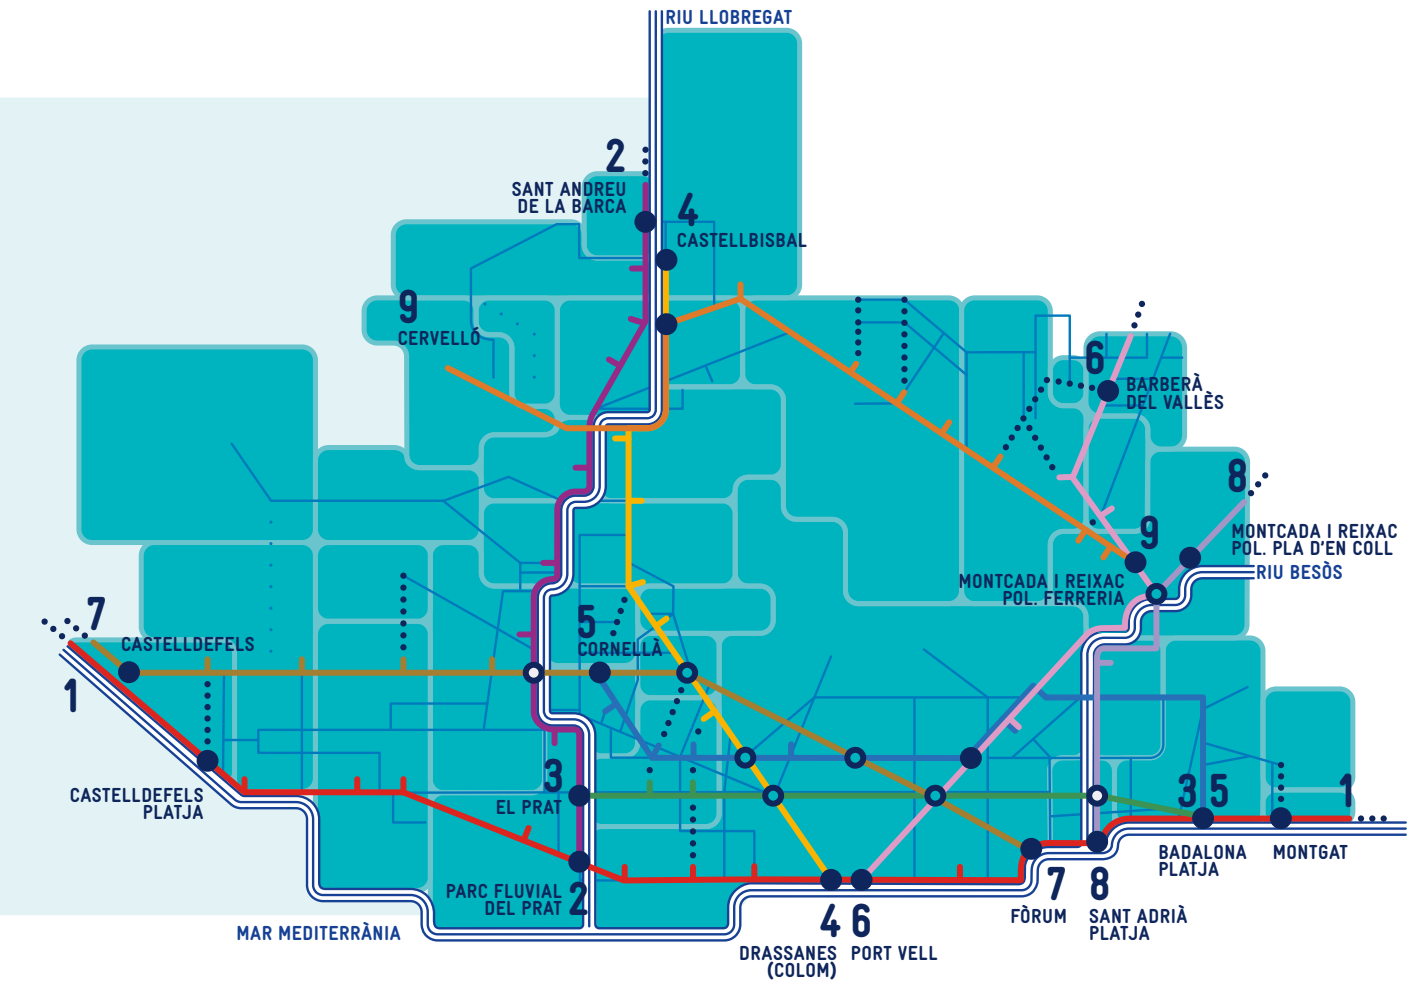 RIU LLOBREGAT
2
SANT ANDREU
DE LA BARCA
4
CASTELLBISBAL
9
CERVELLÓ
6
BARBERÀ
DEL VALLÈS
8
MONTCADA I REIXAC
POL. PLA D'EN COLL
RIU BESÒS
9
MONTCADA I REIXAC
POL. FERRERIA
7
CASTELLDEFELS
5
CORNELLÀ
1
CASTELLDEFELS
PLATJA
3
EL PRAT
3 5
1
BADALONA
PLATJA
MONTGAT
PARC FLUVIAL
DEL PRAT 2
7
FÒRUM
8
SANT ADRIÀ
PLATJA
MAR MEDITERRÀNIA
4 6
DRASSANES
(COLOM)
PORT VELL